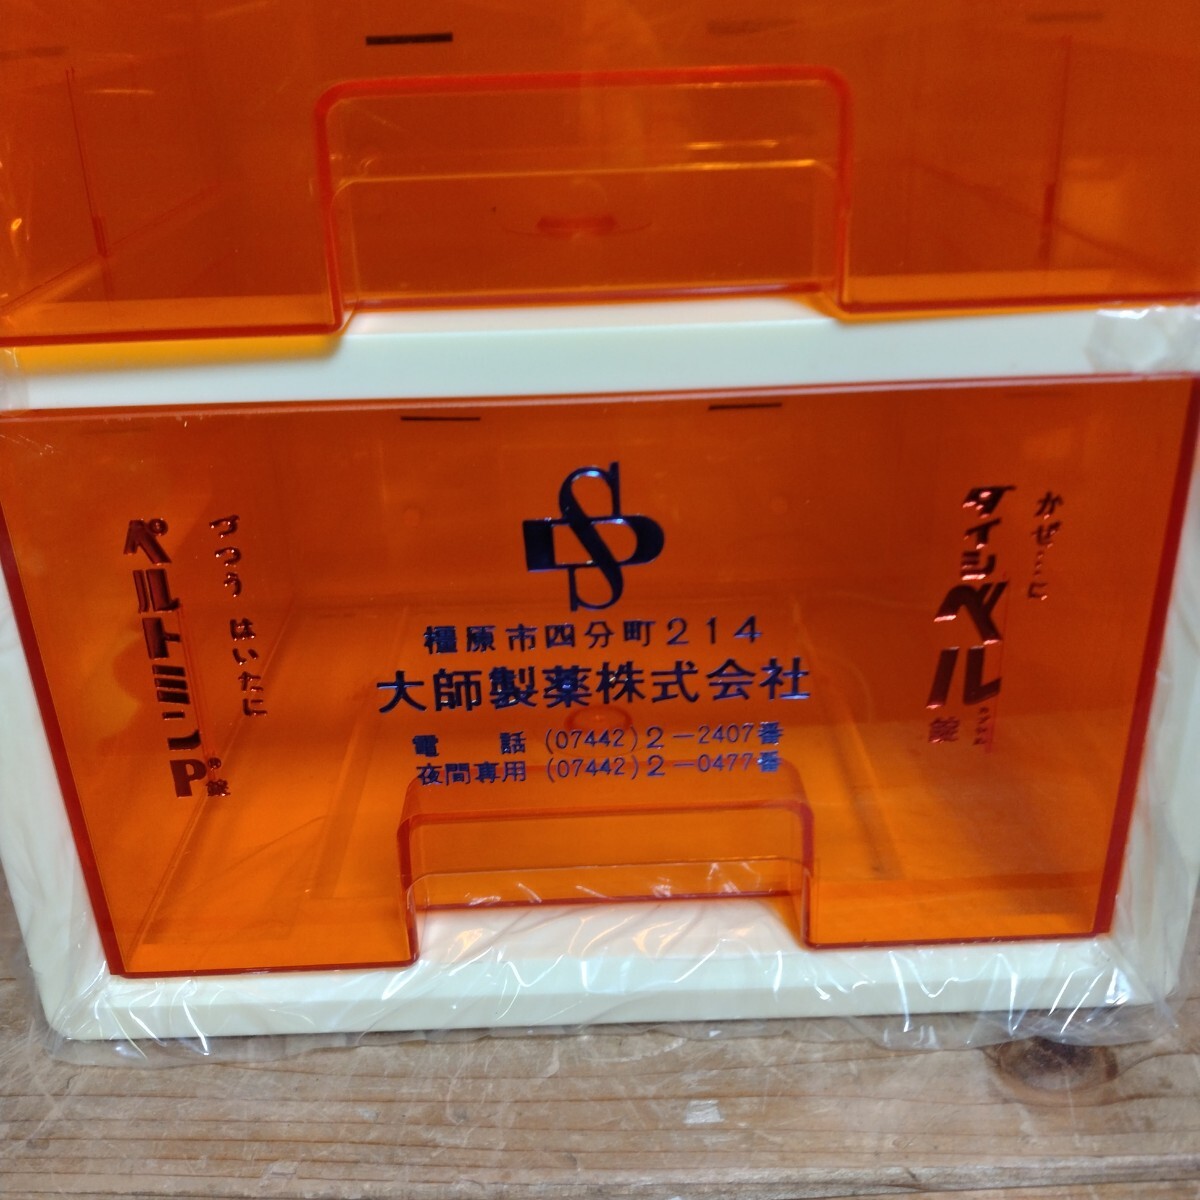 かぜ…に
ダイシベル
錠
橿原市四分町214
大師製薬株式会社
電話 (07442)2-2407番
夜間専用 (07442)2-0477番
づつう はいたに
ペルトミンP錠